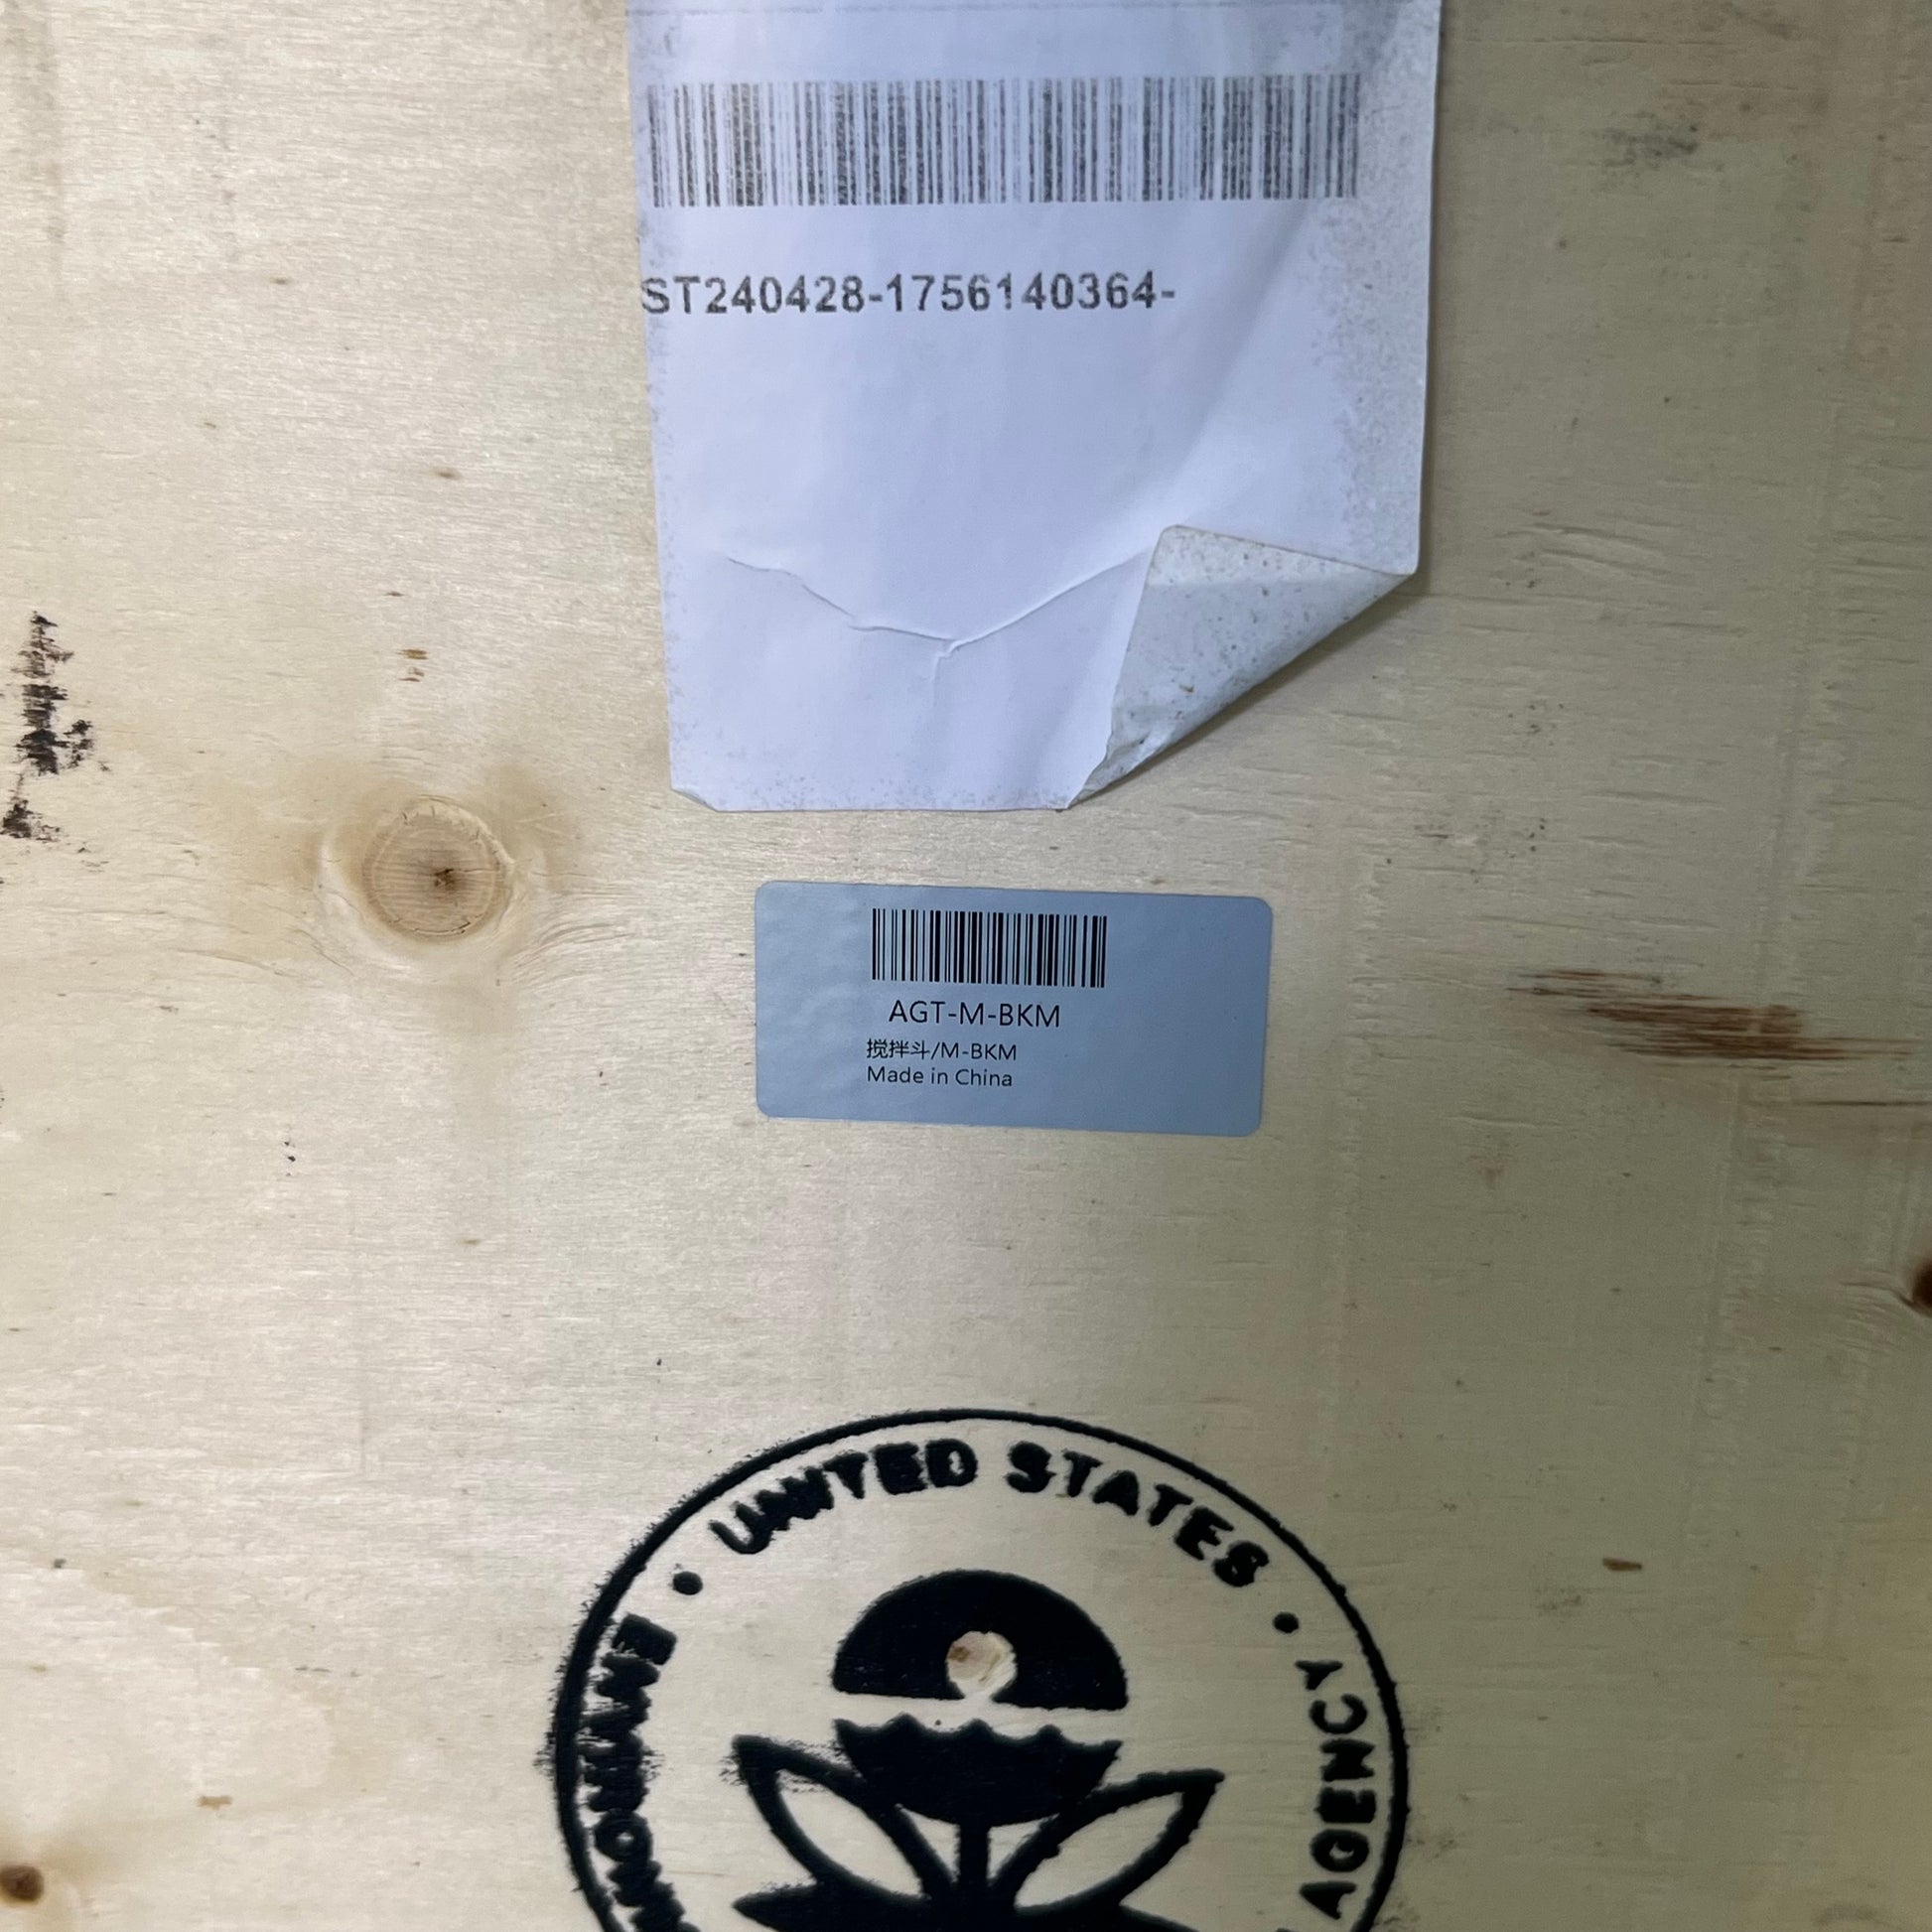 ST240428-1756140364-
AGT-M-BKM
搅拌斗/M-BKM
Made in China
UNITED STATES
AGENCY